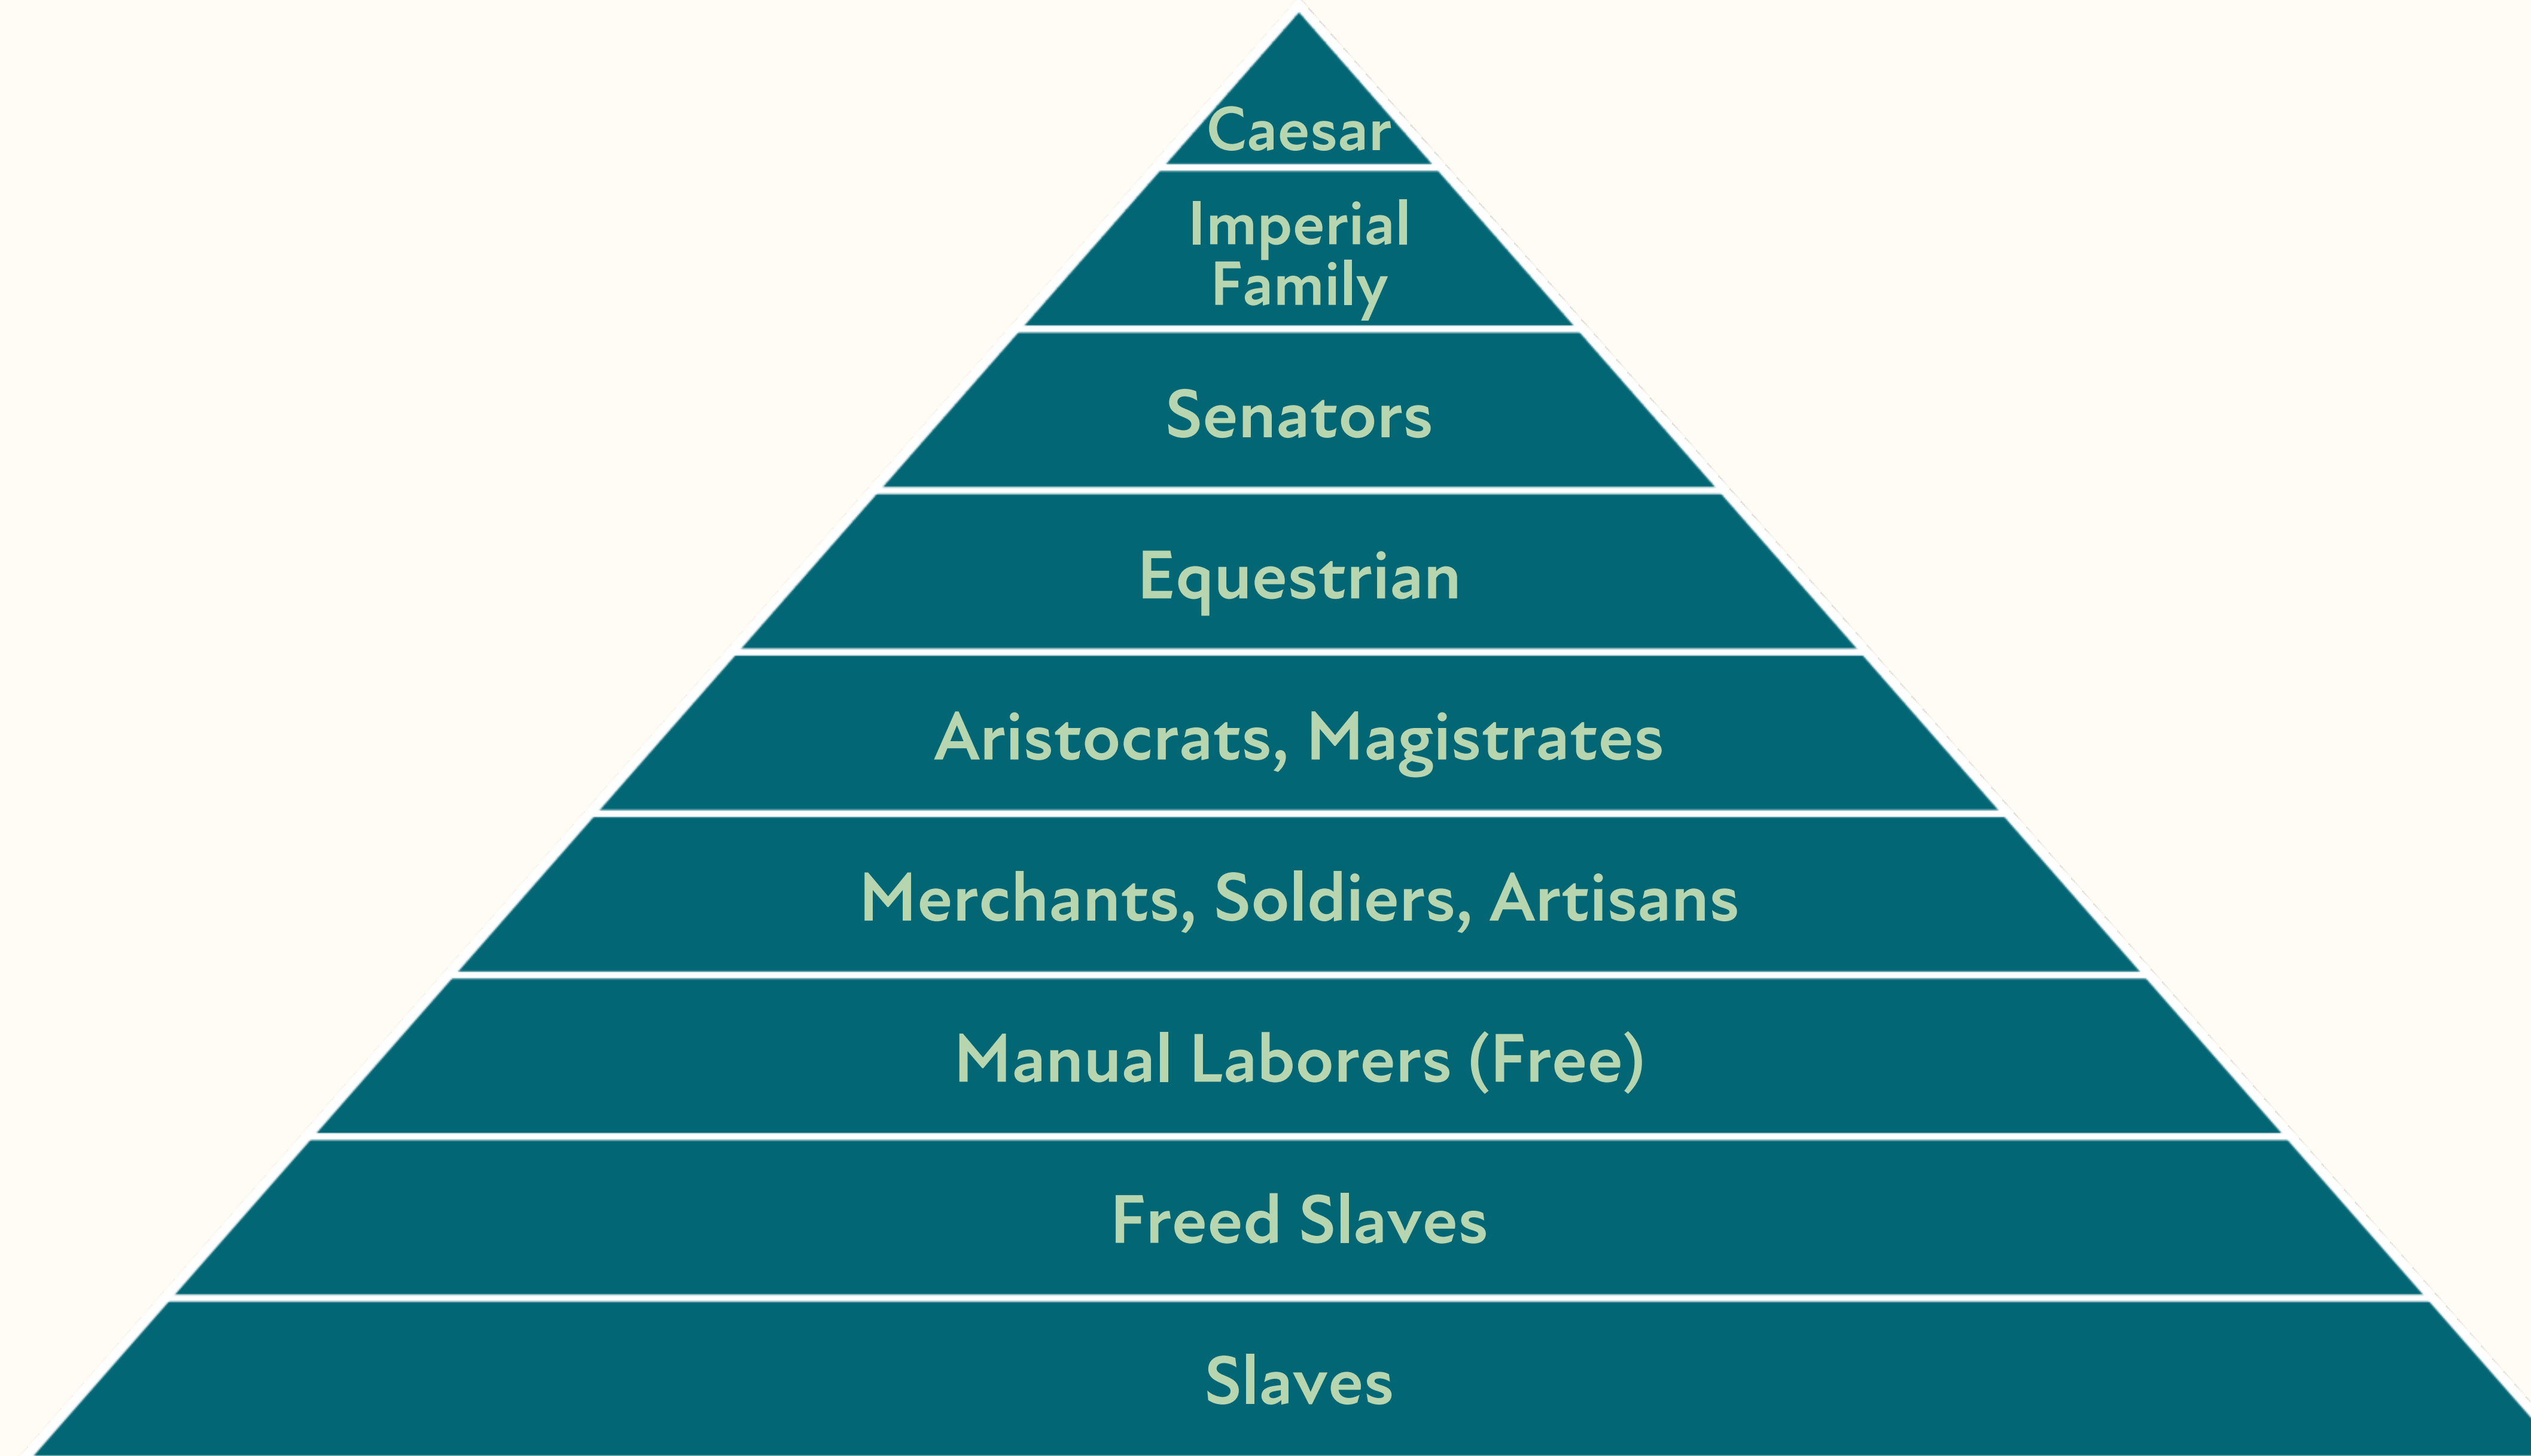 Caesar
Imperial
Family
Senators
Equestrian
Aristocrats, Magistrates
Merchants, Soldiers, Artisans
Manual Laborers (Free)
Freed Slaves
Slaves